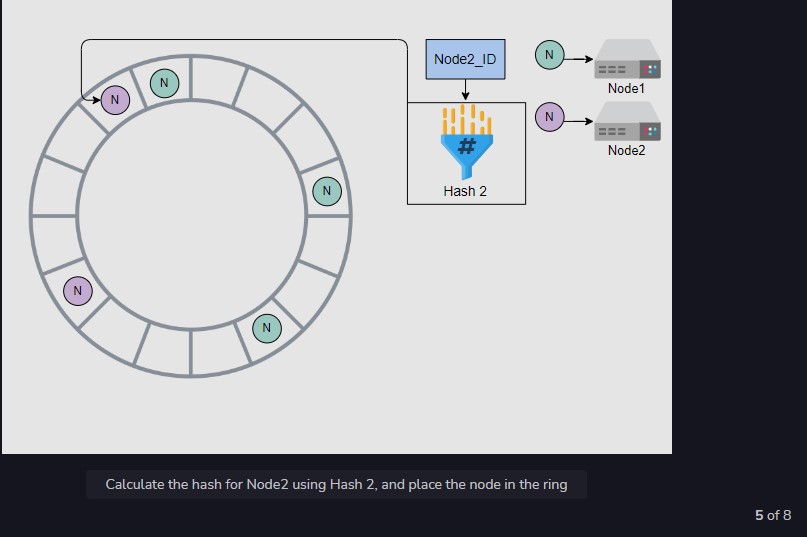 Node2_ID
N
Node1
N
Node2
#
Hash 2
N
N
N
N
N
Calculate the hash for Node2 using Hash 2, and place the node in the ring
5 of 8